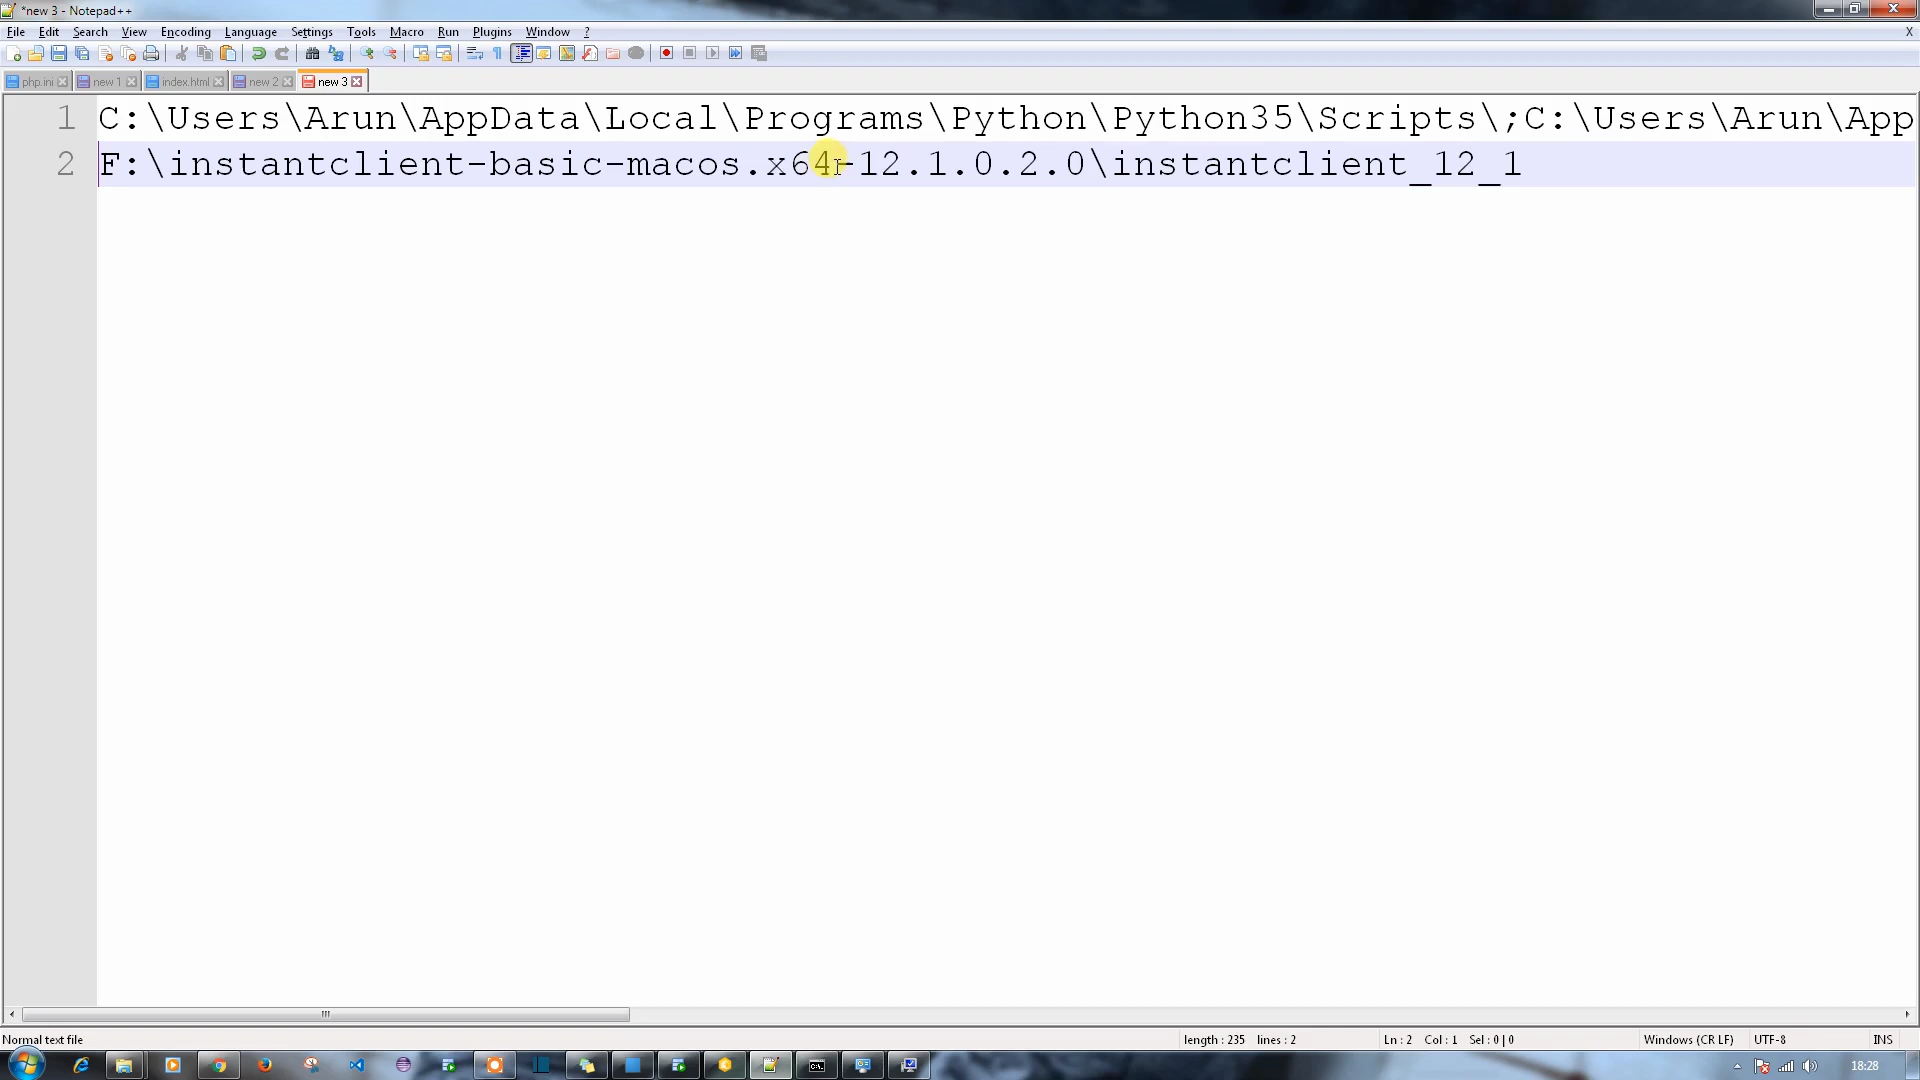 *new 3 - Notepad++
File Edit Search View Encoding Language Settings Tools Macro Run Plugins Window ? X
php.ini new 1 index.html new 2 new 3
1 C:\Users\Arun\AppData\Local\Programs\Python\Python35\Scripts\;C:\Users\Arun\App
2 F:\instantclient-basic-macos.x64-12.1.0.2.0\instantclient_12_1
Normal text file length : 235 lines : 2 Ln : 2 Col : 1 Sel : 0 | 0 Windows (CR LF) UTF-8 INS
18:28